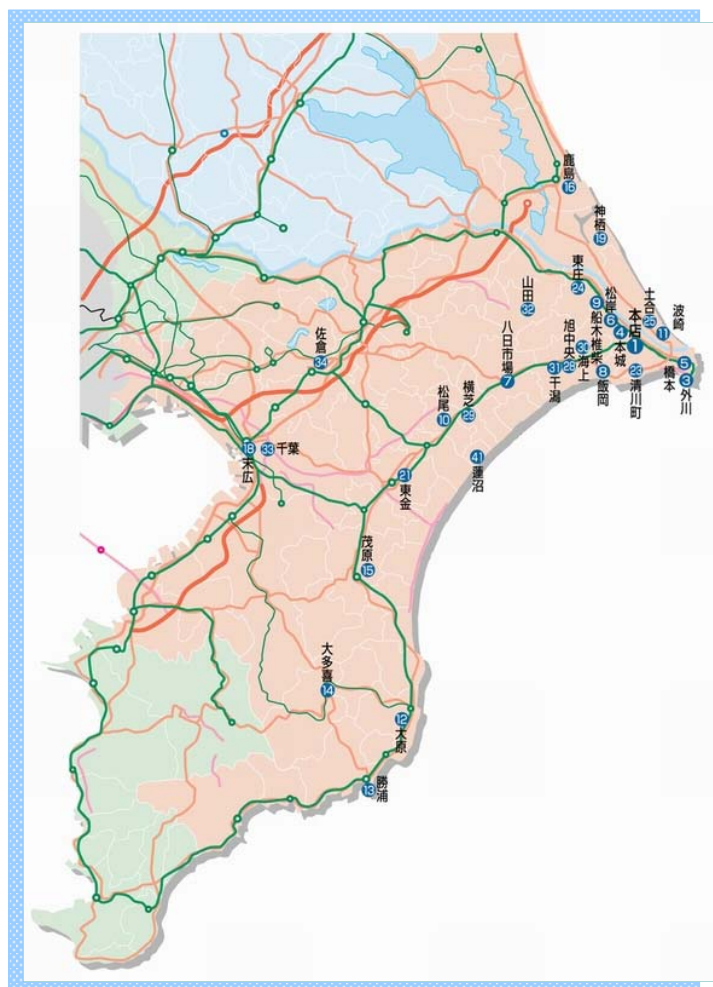 鹿島
16
神栖
19
東庄
24
山田
32
松岸
6
9
船木椎柴
土合
25
波崎
11
本店
1
4
本城
5
橋本
3
外川
23
清川町
8
飯岡
30
海上
旭中央
28
31
干潟
八日市場
7
横芝
29
松尾
10
佐倉
34
18
末広
33
千葉
41
蓮沼
21
東金
茂原
15
大多喜
14
12
大原
13
勝浦